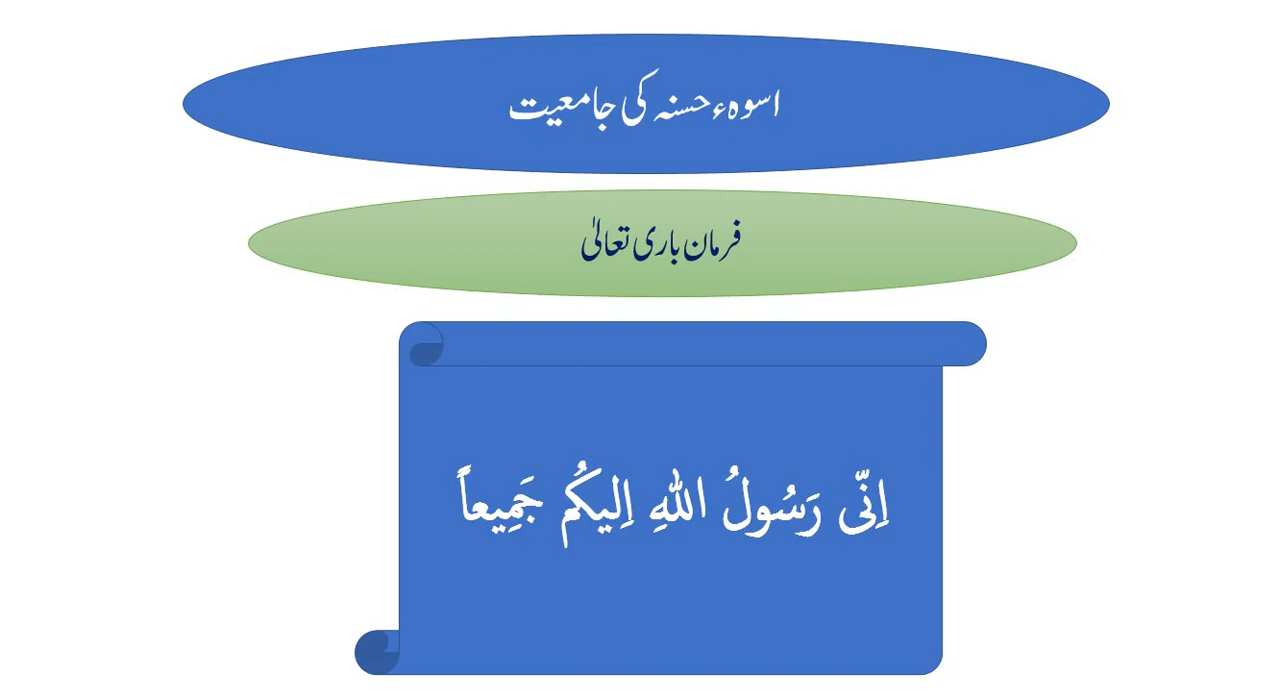 اسوہء حسنہ کی جامعیت
فرمان باری تعالیٰ
اِنِّی رَسُولُ اللہِ اِلیکُم جَمِیعاً